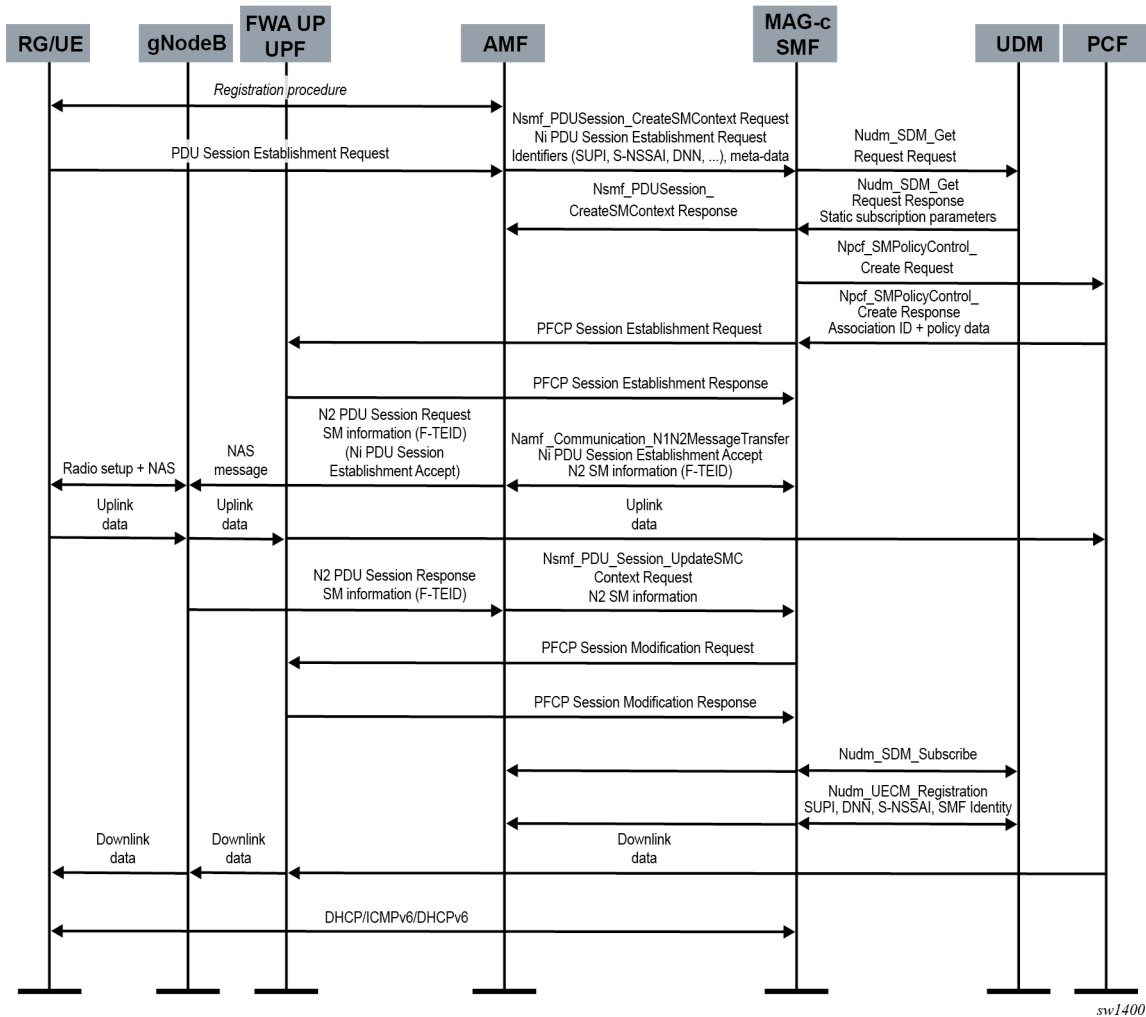 RG/UE
gNodeB
FWA UP
UPF
AMF
MAG-c
SMF
UDM
PCF
Registration procedure
PDU Session Establishment Request
Nsmf_PDUSession_CreateSMContext Request
Ni PDU Session Establishment Request
Identifiers (SUPI, S-NSSAI, DNN, ...), meta-data
Nudm_SDM_Get
Request Request
Nsmf_PDUSession_
CreateSMContext Response
Nudm_SDM_Get
Request Response
Static subscription parameters
Npcf_SMPolicyControl_
Create Request
Npcf_SMPolicyControl_
Create Response
Association ID + policy data
PFCP Session Establishment Request
PFCP Session Establishment Response
Radio setup + NAS
NAS
message
N2 PDU Session Request
SM information (F-TEID)
(Ni PDU Session
Establishment Accept)
Namf_Communication_N1N2MessageTransfer
Ni PDU Session Establishment Accept
N2 SM information (F-TEID)
Uplink
data
Uplink
data
Uplink
data
N2 PDU Session Response
SM information (F-TEID)
Nsmf_PDU_Session_UpdateSMC
Context Request
N2 SM information
PFCP Session Modification Request
PFCP Session Modification Response
Nudm_SDM_Subscribe
Nudm_UECM_Registration
SUPI, DNN, S-NSSAI, SMF Identity
Downlink
data
Downlink
data
Downlink
data
DHCP/ICMPv6/DHCPv6
sw1400